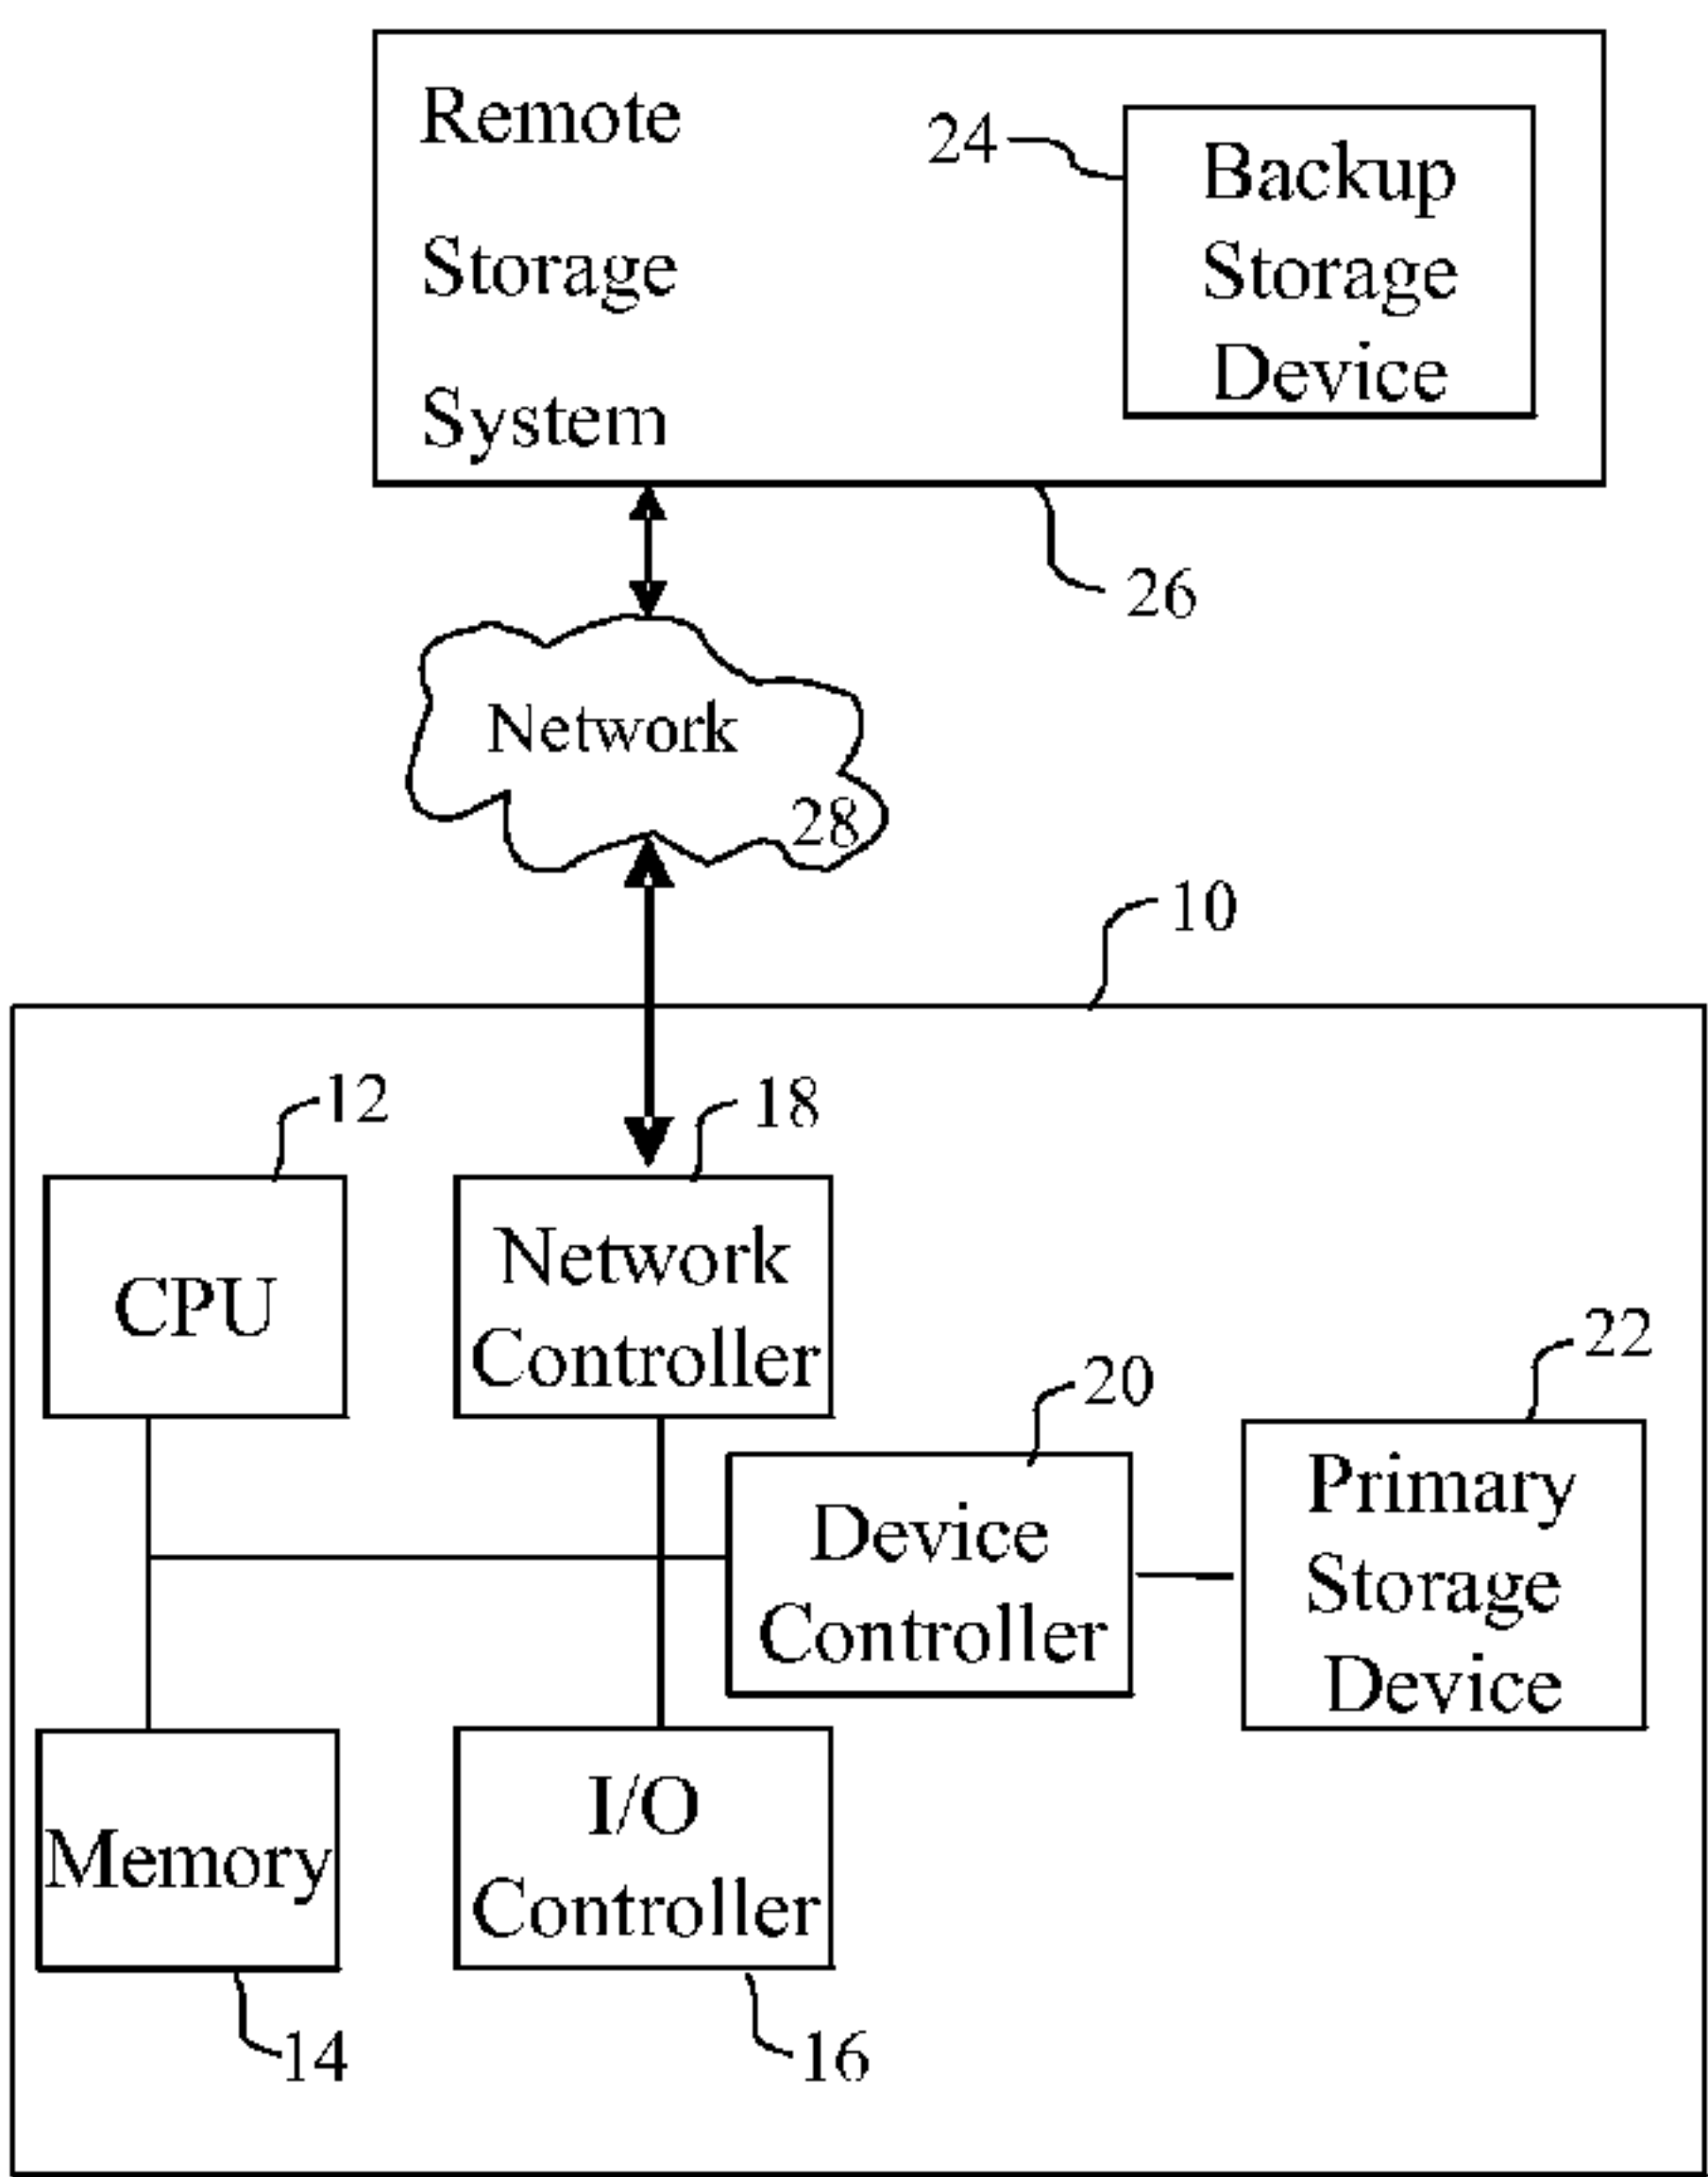 Remote
Storage
System
24
Backup
Storage
Device
26
Network
28
10
12
18
CPU
Network
Controller
20
22
Device
Controller
Primary
Storage
Device
Memory
I/O
Controller
14
16